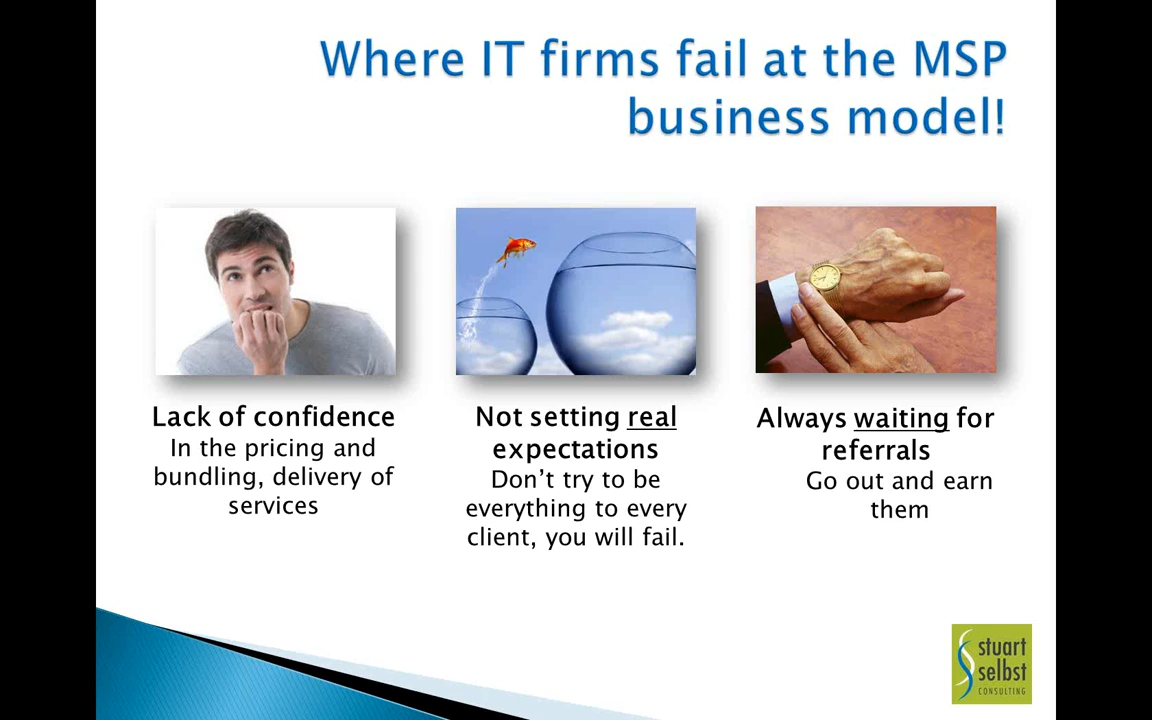 Where IT firms fail at the MSP
business model!
Lack of confidence
In the pricing and
bundling, delivery of
services
Not setting real
expectations
Don’t try to be
everything to every
client, you will fail.
Always waiting for
referrals
Go out and earn
them
stuart
selbst
CONSULTING